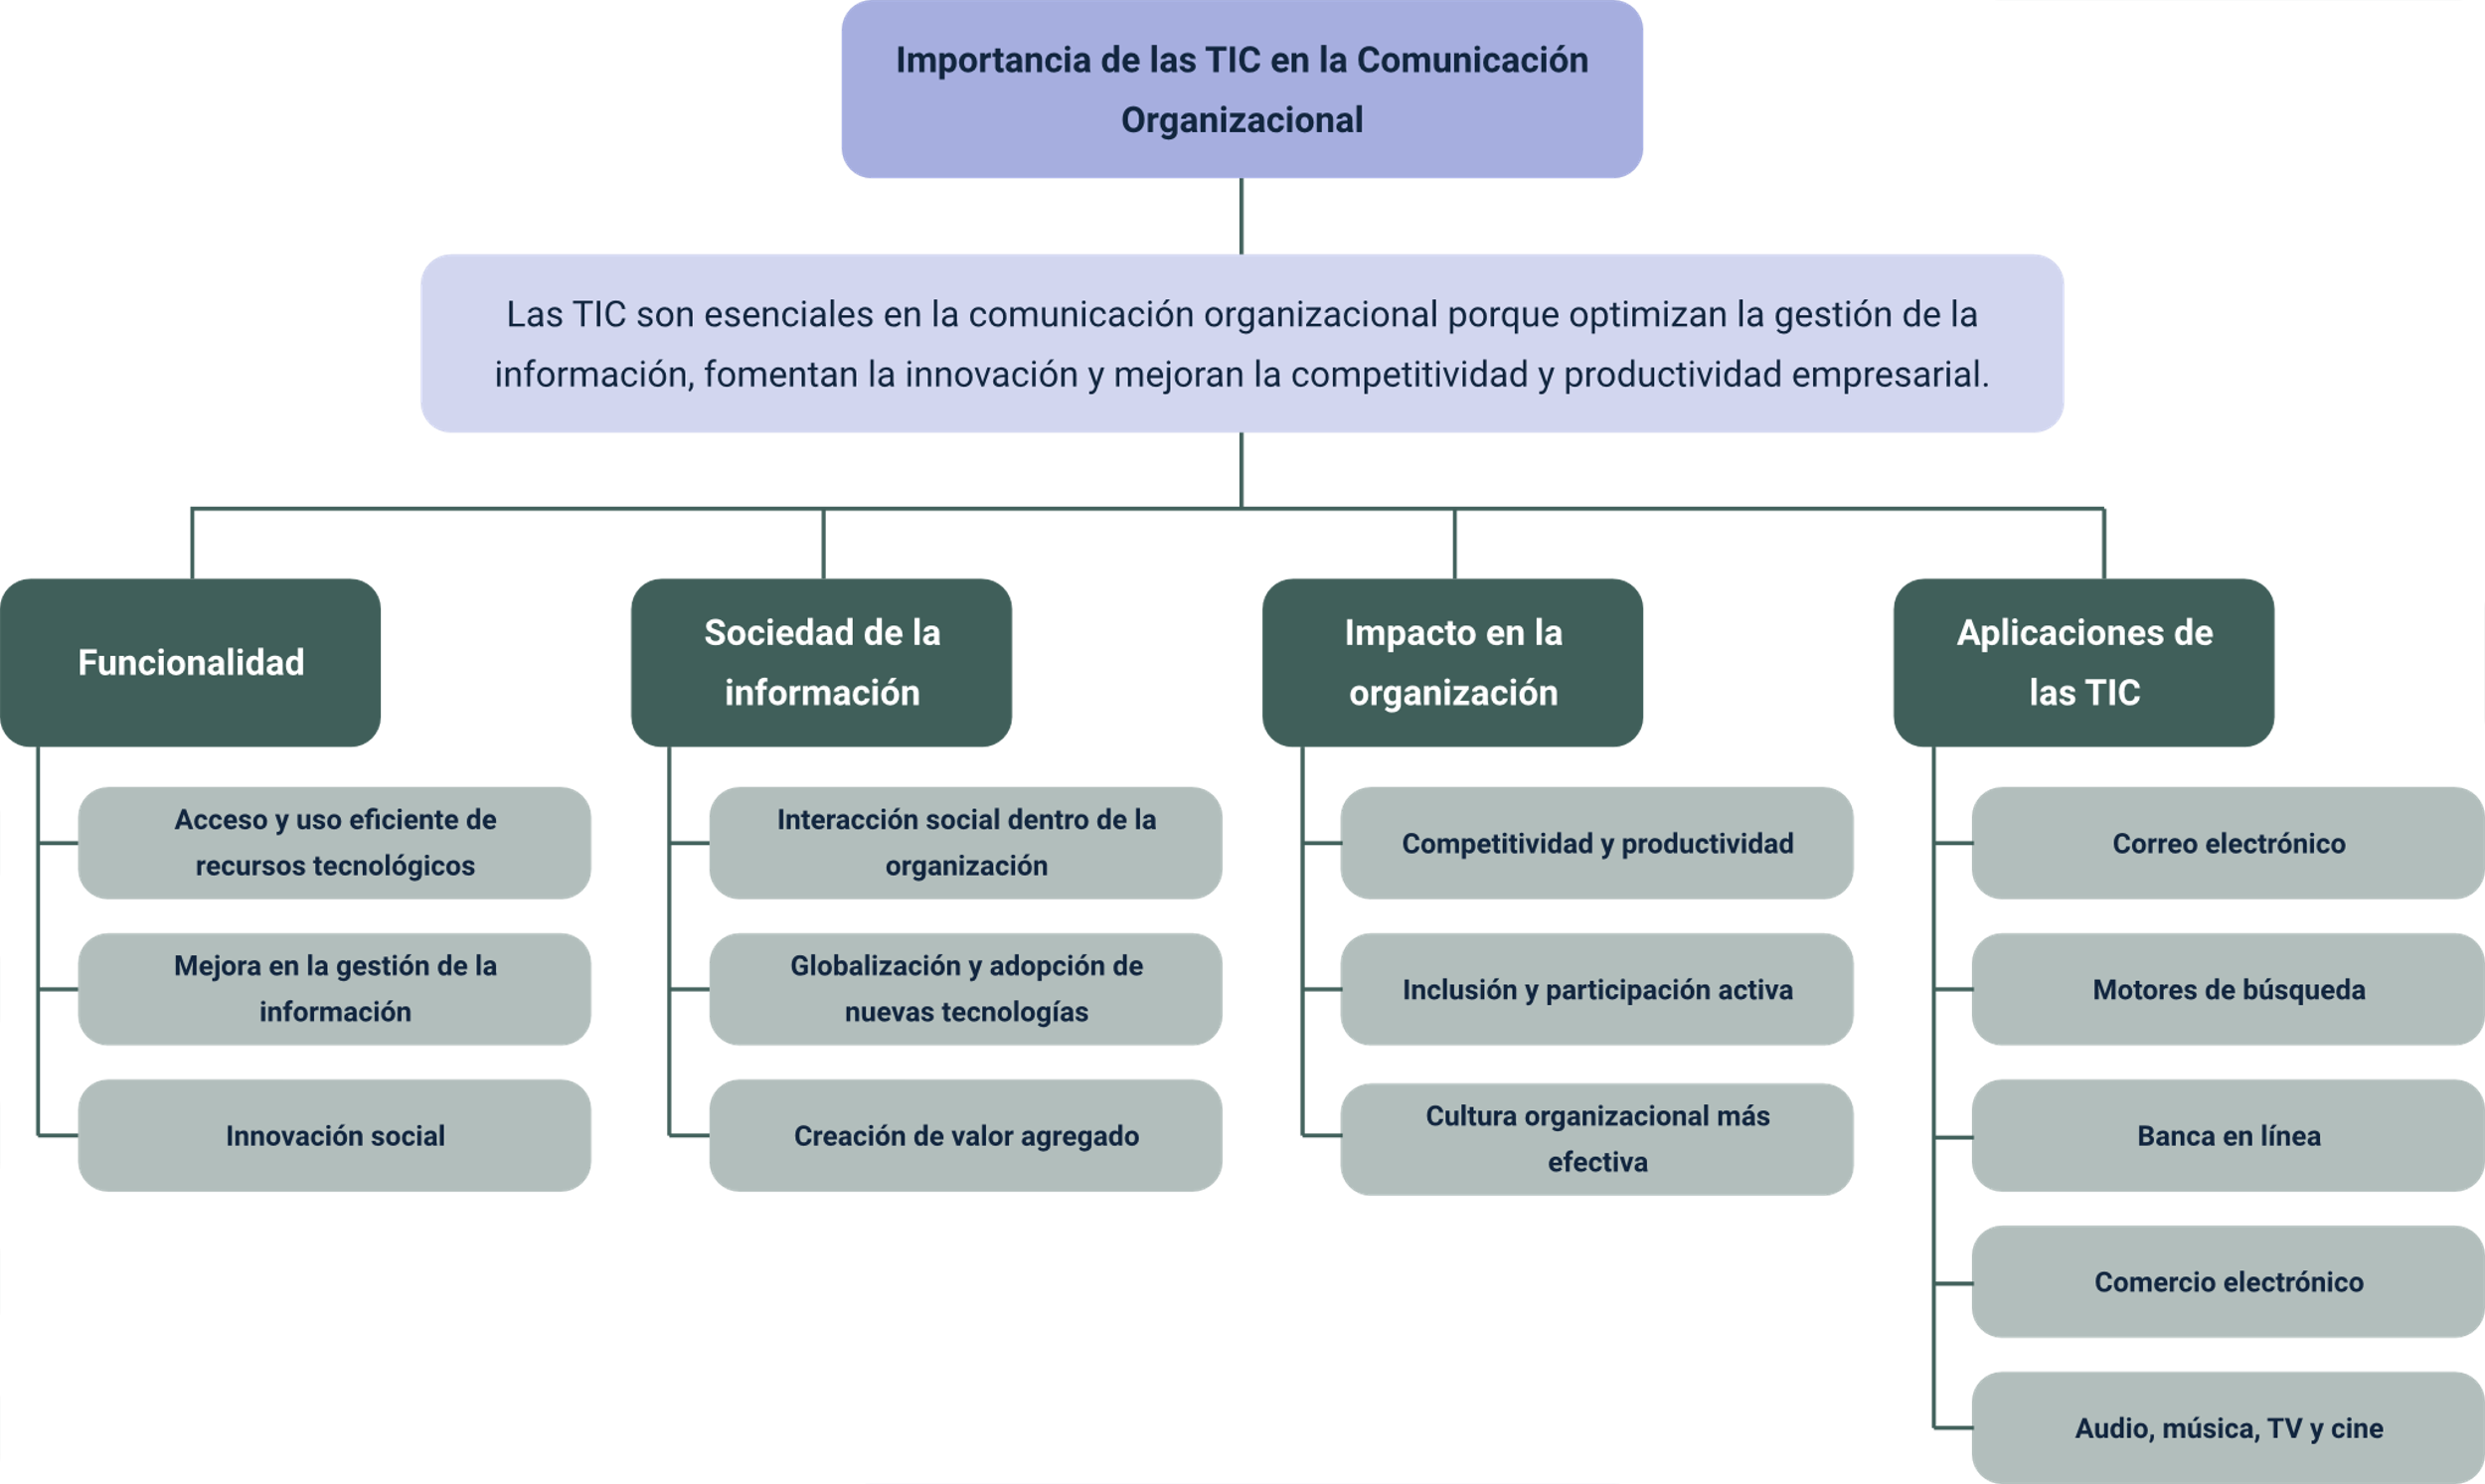 Importancia de las TIC en la Comunicación
Organizacional
Las TIC son esenciales en la comunicación organizacional porque optimizan la gestión de la
información, fomentan la innovación y mejoran la competitividad y productividad empresarial.
Funcionalidad
Acceso y uso eficiente de
recursos tecnológicos
Mejora en la gestión de la
información
Innovación social
Sociedad de la
información
Interacción social dentro de la
organización
Globalización y adopción de
nuevas tecnologías
Creación de valor agregado
Impacto en la
organización
Competitividad y productividad
Inclusión y participación activa
Cultura organizacional más
efectiva
Aplicaciones de
las TIC
Correo electrónico
Motores de búsqueda
Banca en línea
Comercio electrónico
Audio, música, TV y cine